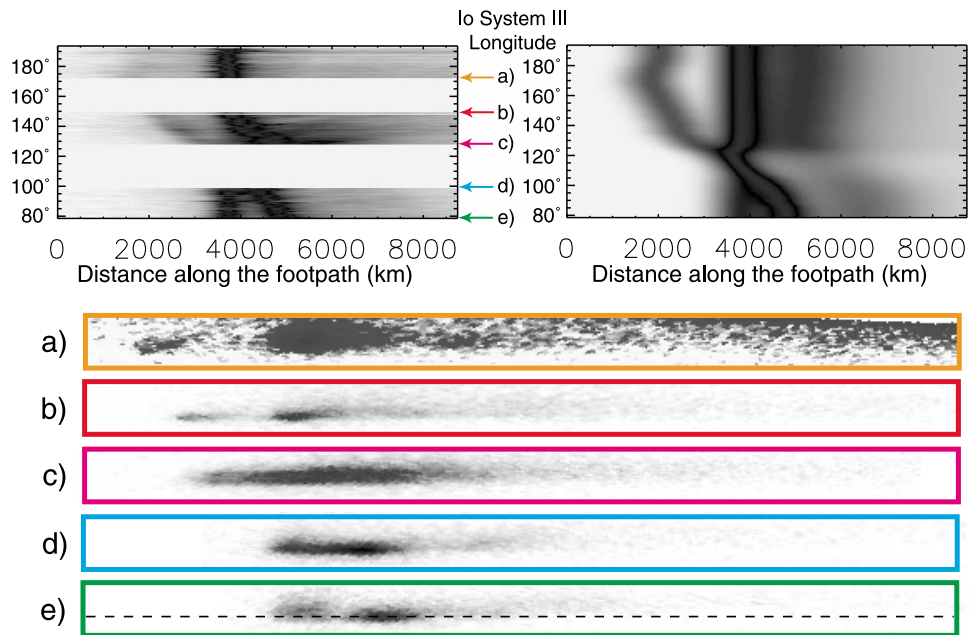 Io System III
Longitude
180°
160°
140°
120°
100°
80°
0 2000 4000 6000 8000
Distance along the footpath (km)
a)
b)
c)
d)
e)
180°
160°
140°
120°
100°
80°
0 2000 4000 6000 8000
Distance along the footpath (km)
a)
b)
c)
d)
e)